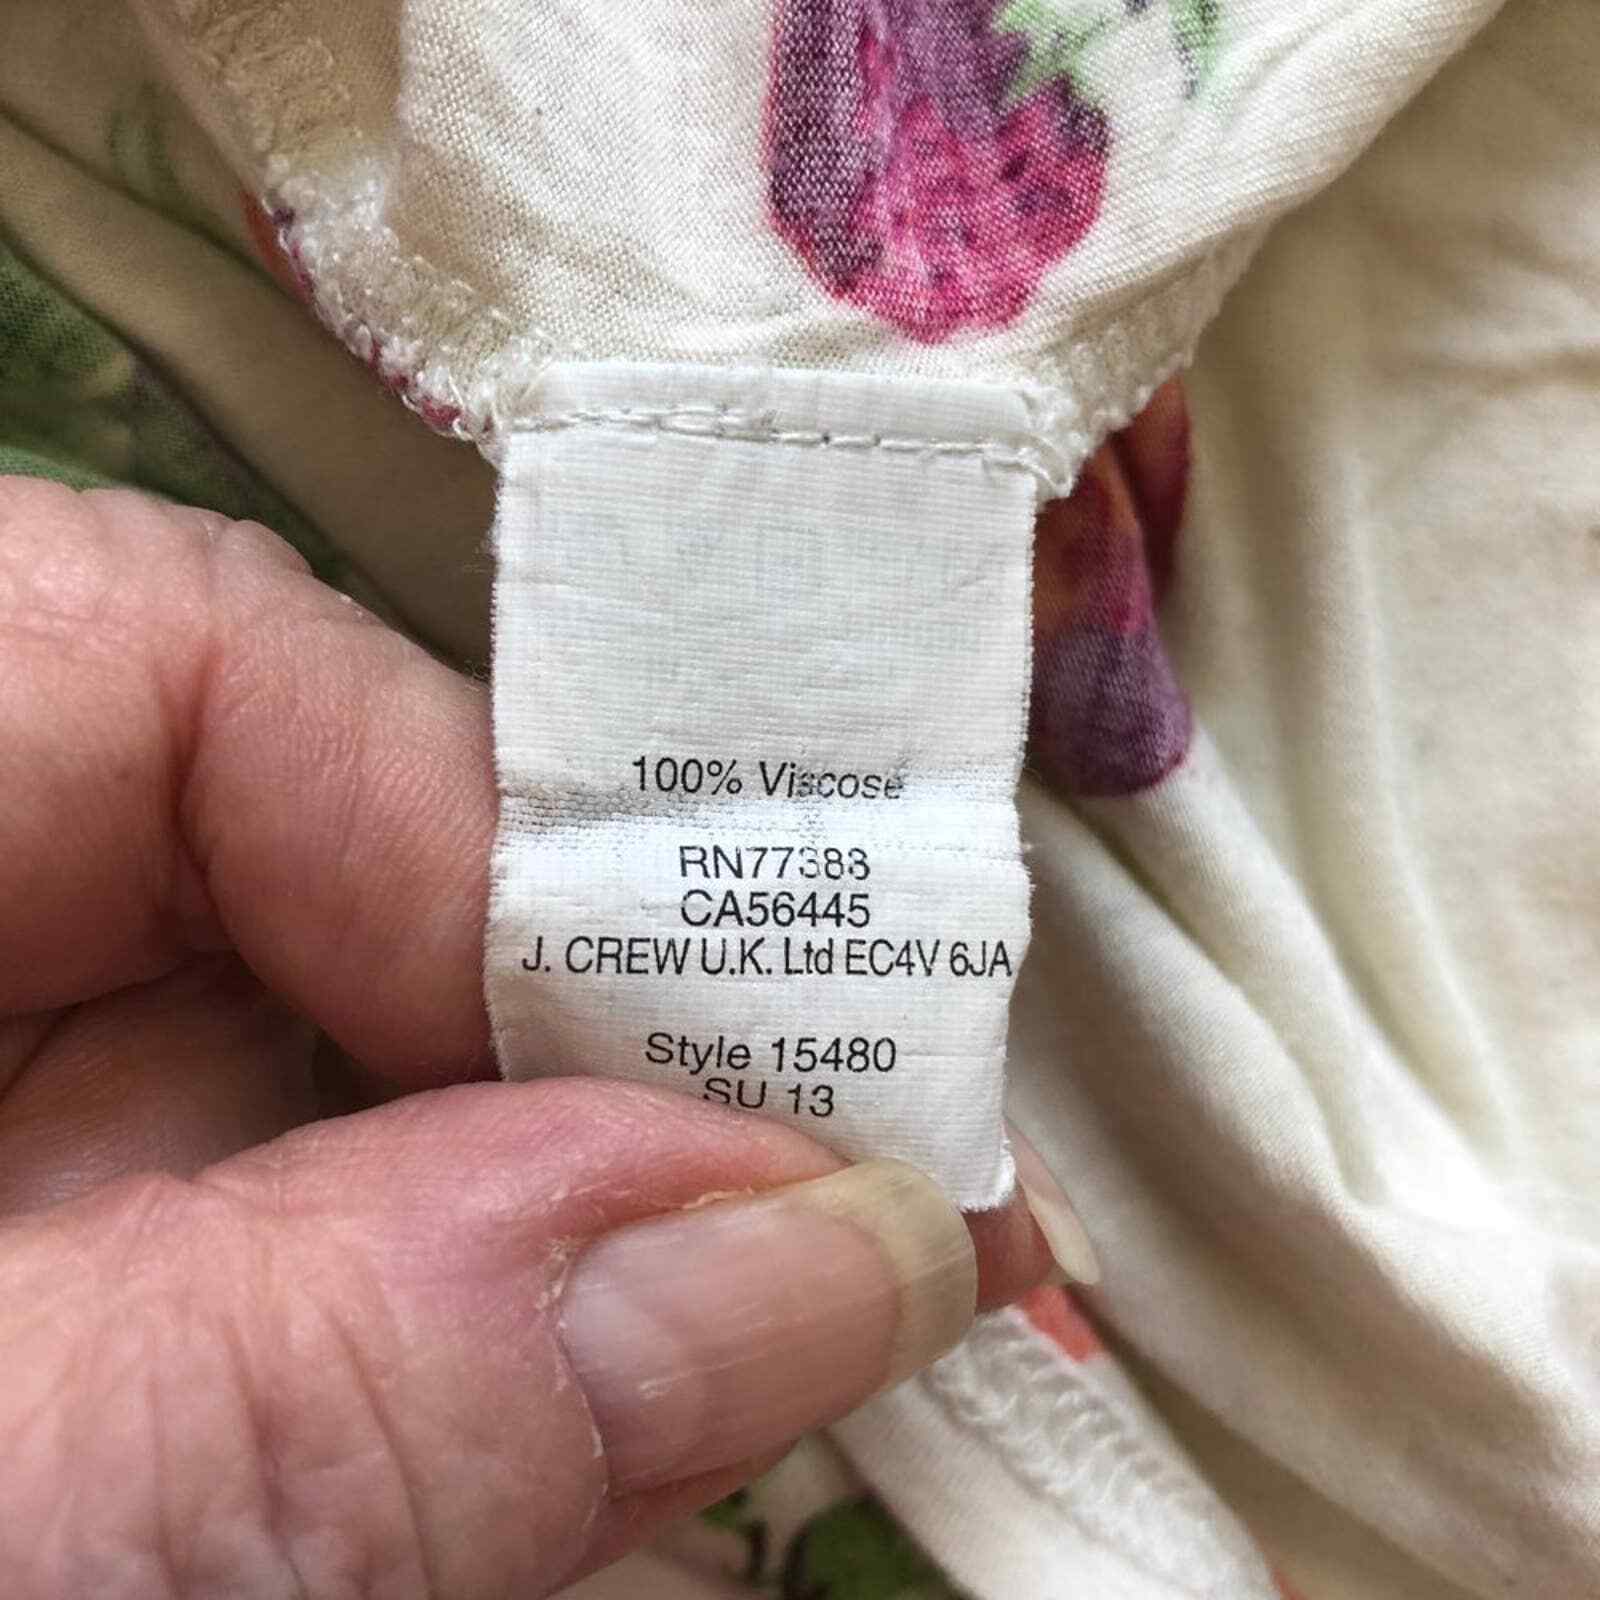 100% Viscose
RN77388
CA56445
J. CREW U.K. Ltd EC4V 6JA
Style 15480
SU 13